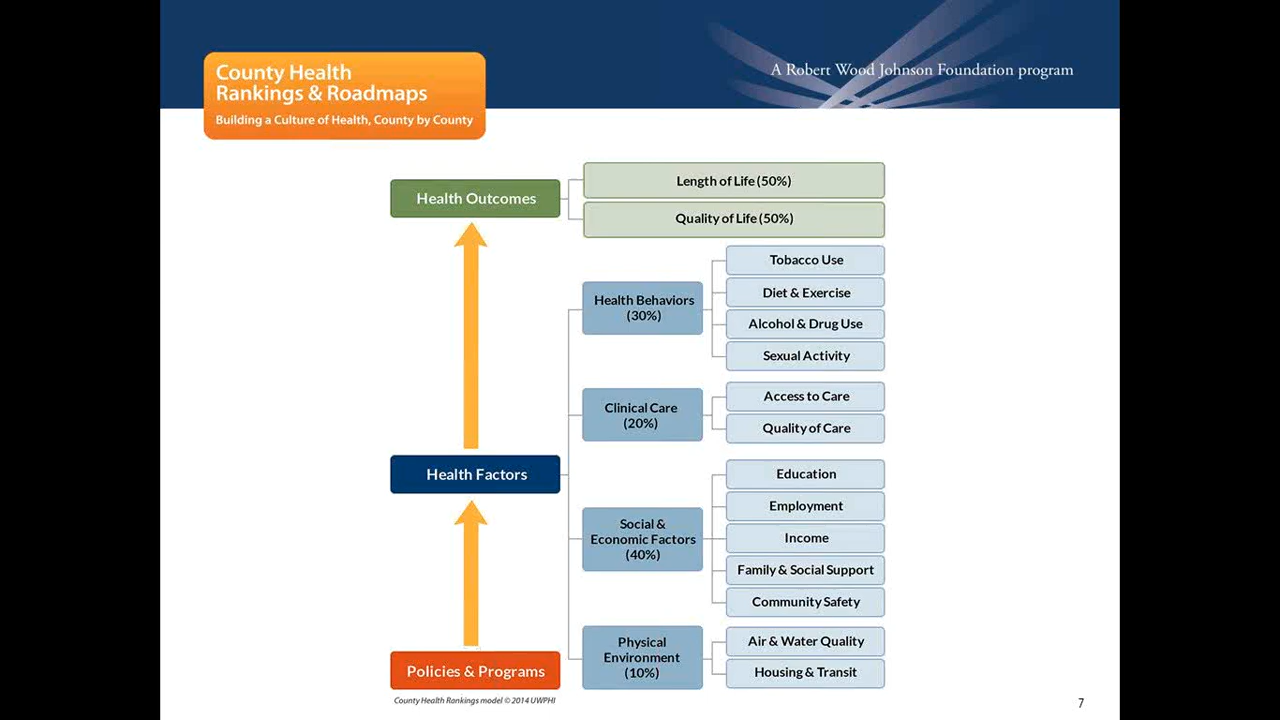 County Health
Rankings & Roadmaps
Building a Culture of Health, County by County
A Robert Wood Johnson Foundation program
Health Outcomes
Length of Life (50%)
Quality of Life (50%)
Health Behaviors
(30%)
Tobacco Use
Diet & Exercise
Alcohol & Drug Use
Sexual Activity
Clinical Care
(20%)
Access to Care
Quality of Care
Health Factors
Social &
Economic Factors
(40%)
Education
Employment
Income
Family & Social Support
Community Safety
Physical
Environment
(10%)
Air & Water Quality
Housing & Transit
Policies & Programs
County Health Rankings model © 2014 UWPHI
7